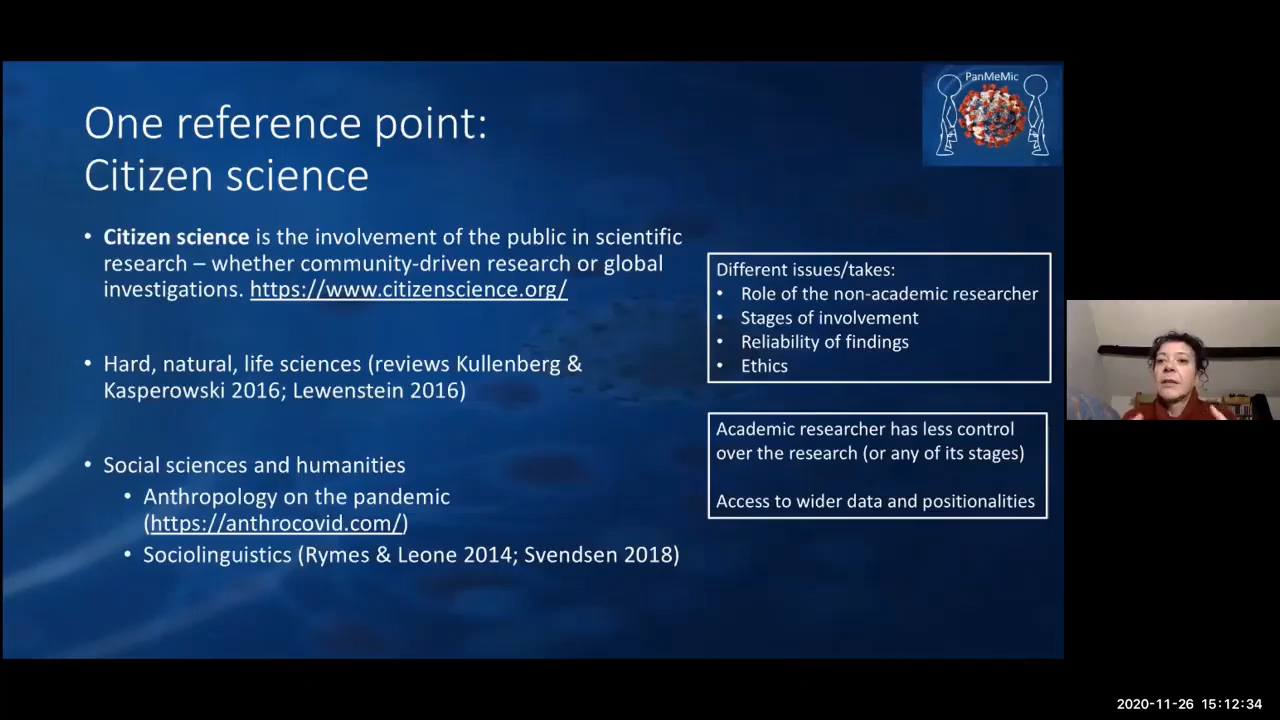 PanMeMic
One reference point:
Citizen science
• Citizen science is the involvement of the public in scientific
research – whether community-driven research or global
investigations. https://www.citizenscience.org/
• Hard, natural, life sciences (reviews Kullenberg &
Kasperowski 2016; Lewenstein 2016)
• Social sciences and humanities
• Anthropology on the pandemic
(https://anthrocovid.com/)
• Sociolinguistics (Rymes & Leone 2014; Svendsen 2018)
Different issues/takes:
• Role of the non-academic researcher
• Stages of involvement
• Reliability of findings
• Ethics
Academic researcher has less control
over the research (or any of its stages)
Access to wider data and positionalities
2020-11-26 15:12:34